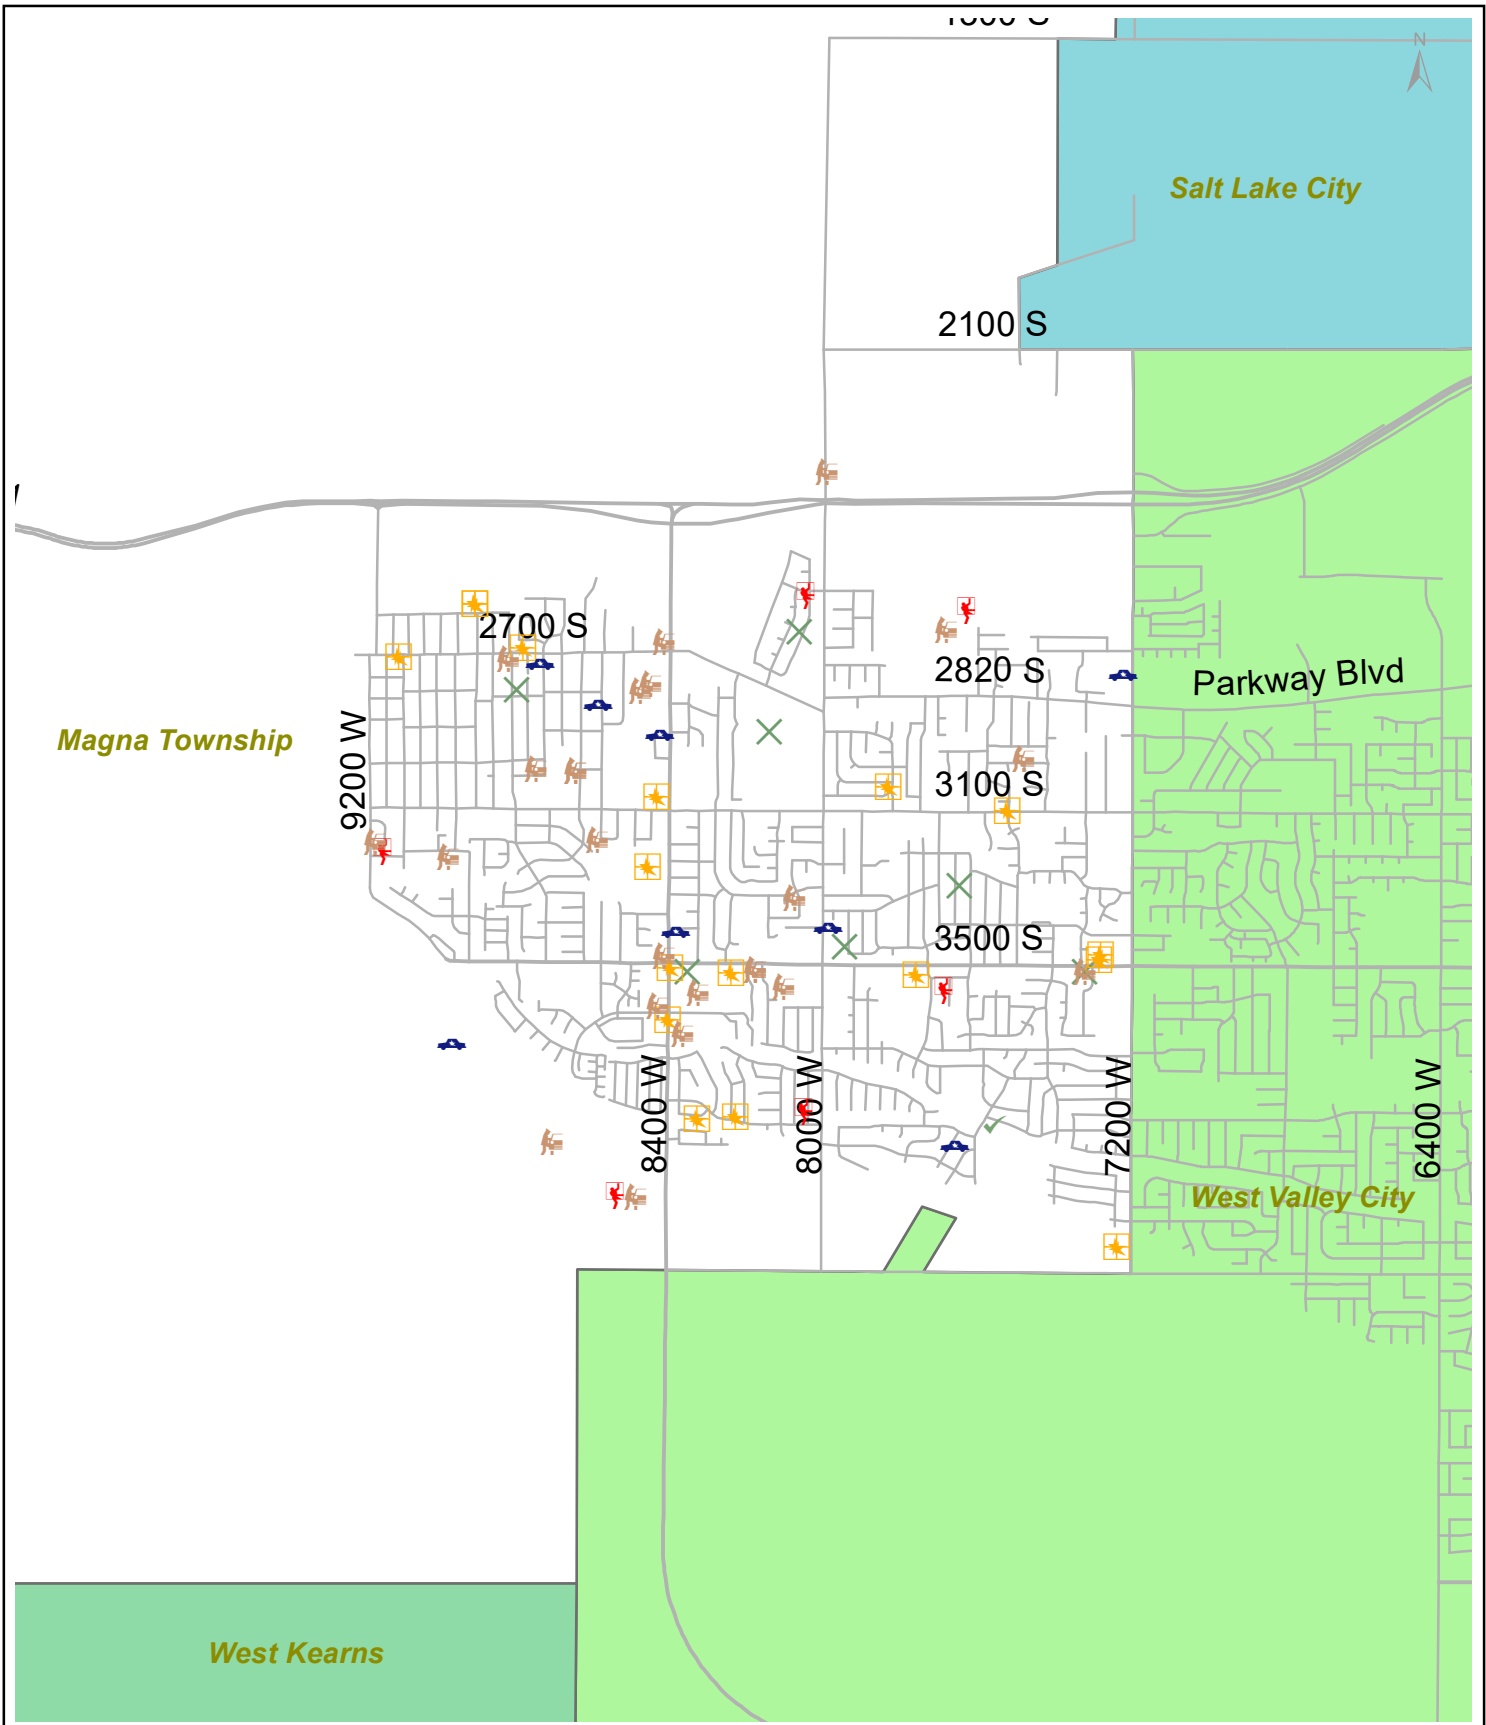 N
Salt Lake City
2100 S
2700 S
2820 S
Parkway Blvd
Magna Township
9200 W
3100 S
3500 S
8400 W
8000 W
7200 W
6400 W
West Valley City
West Kearns